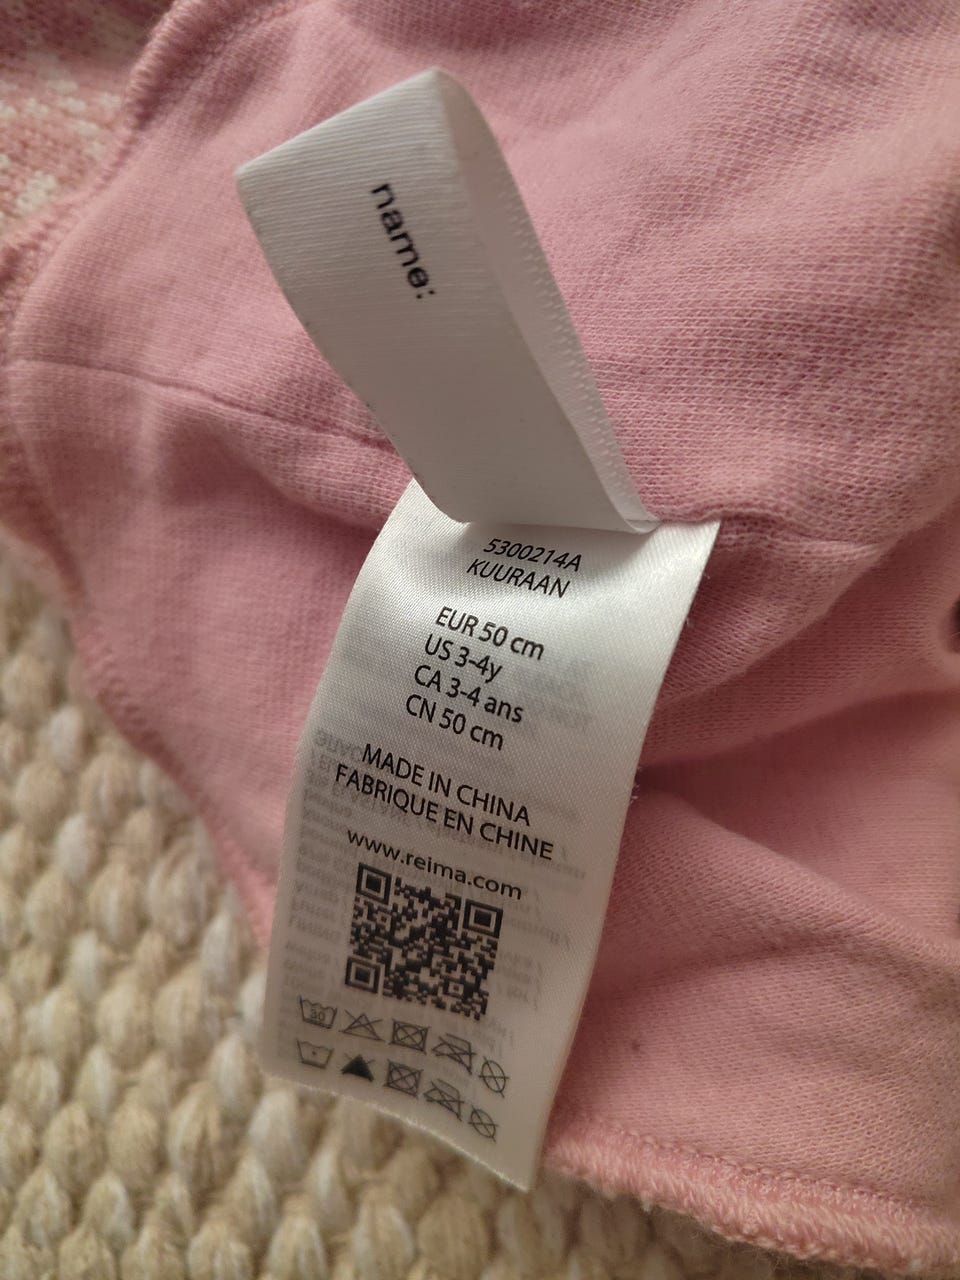 name:
5300214A
KUURAAN
EUR 50 cm
US 3-4y
CA 3-4 ans
CN 50 cm
MADE IN CHINA
FABRIQUE EN CHINE
www.reima.com
30